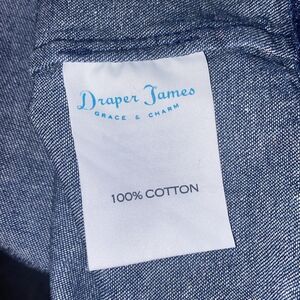 Draper James
GRACE & CHARM
100% COTTON